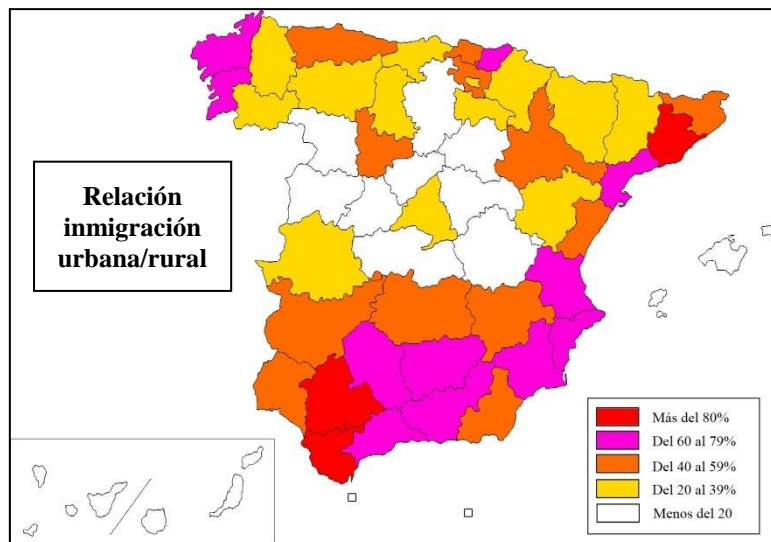 Relación
inmigración
urbana/rural
Más del 80%
Del 60 al 79%
Del 40 al 59%
Del 20 al 39%
Menos del 20